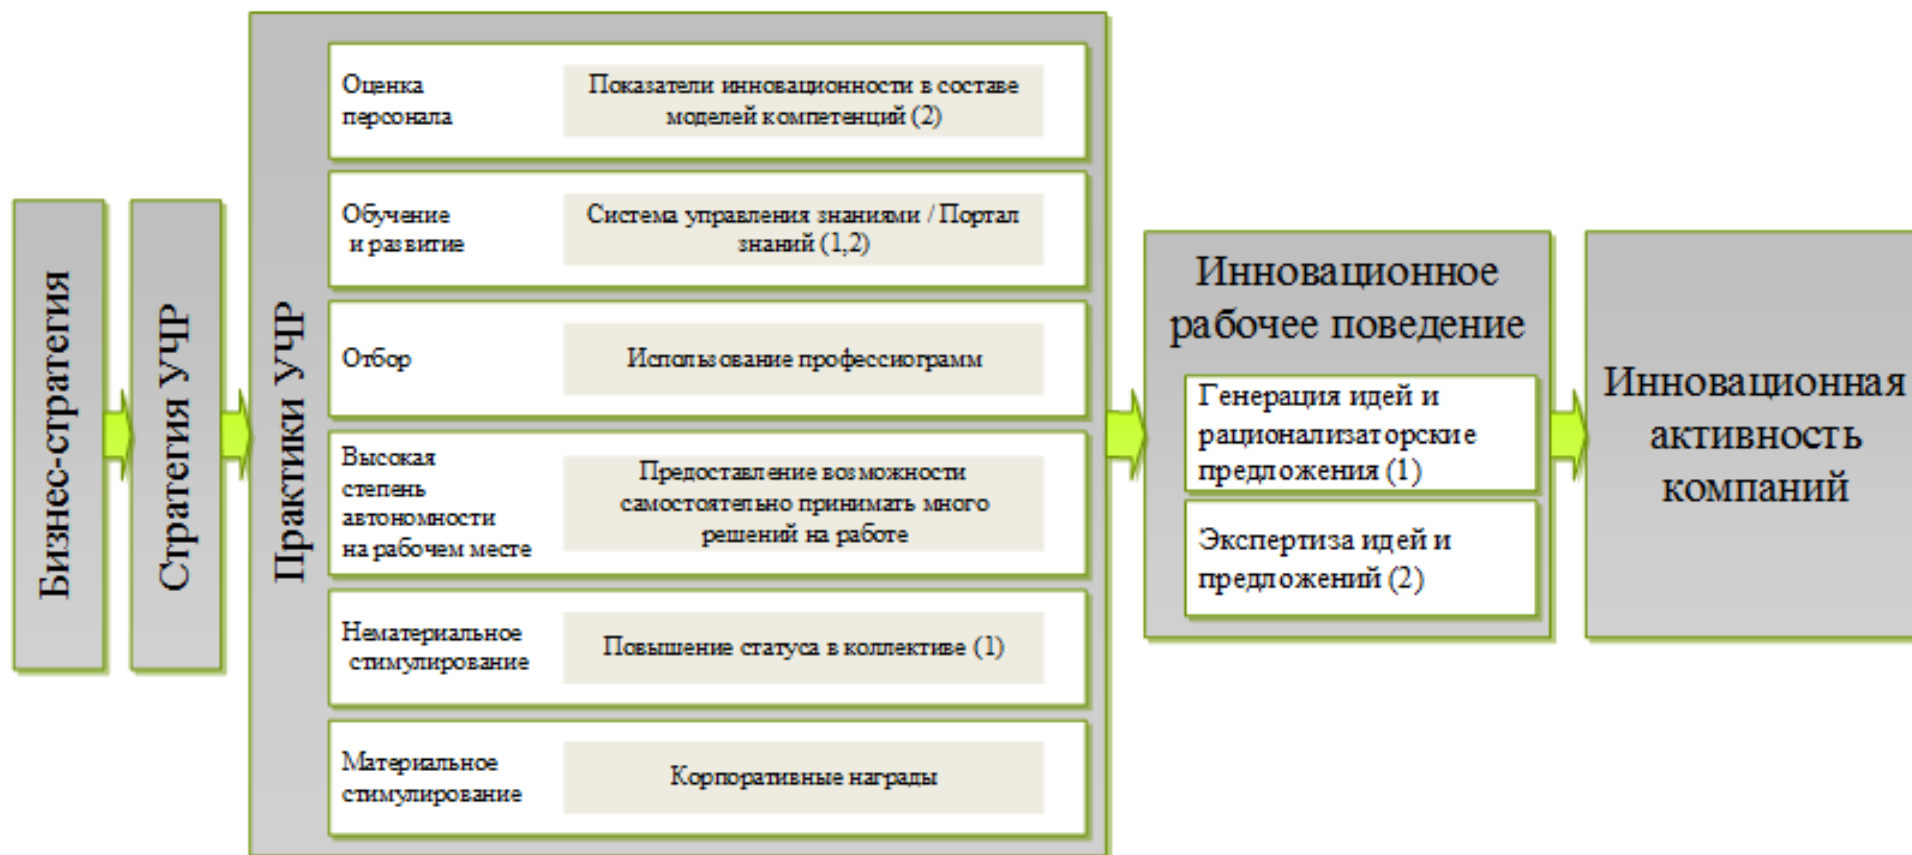 Бизнес-стратегия
Стратегия УЧР
Практики УЧР
Оценка
персонала
Показатели инновационности в составе
моделей компетенций (2)
Обучение
и развитие
Система управления знаниями / Портал
знаний (1,2)
Отбор
Использование профессиограмм
Высокая
степень
автономности
на рабочем месте
Предоставление возможности
самостоятельно принимать много
решений на работе
Нематериальное
стимулирование
Повышение статуса в коллективе (1)
Материальное
стимулирование
Корпоративные награды
Инновационное
рабочее поведение
Генерация идей и
рационализаторские
предложения (1)
Экспертиза идей и
предложений (2)
Инновационная
активность
компаний